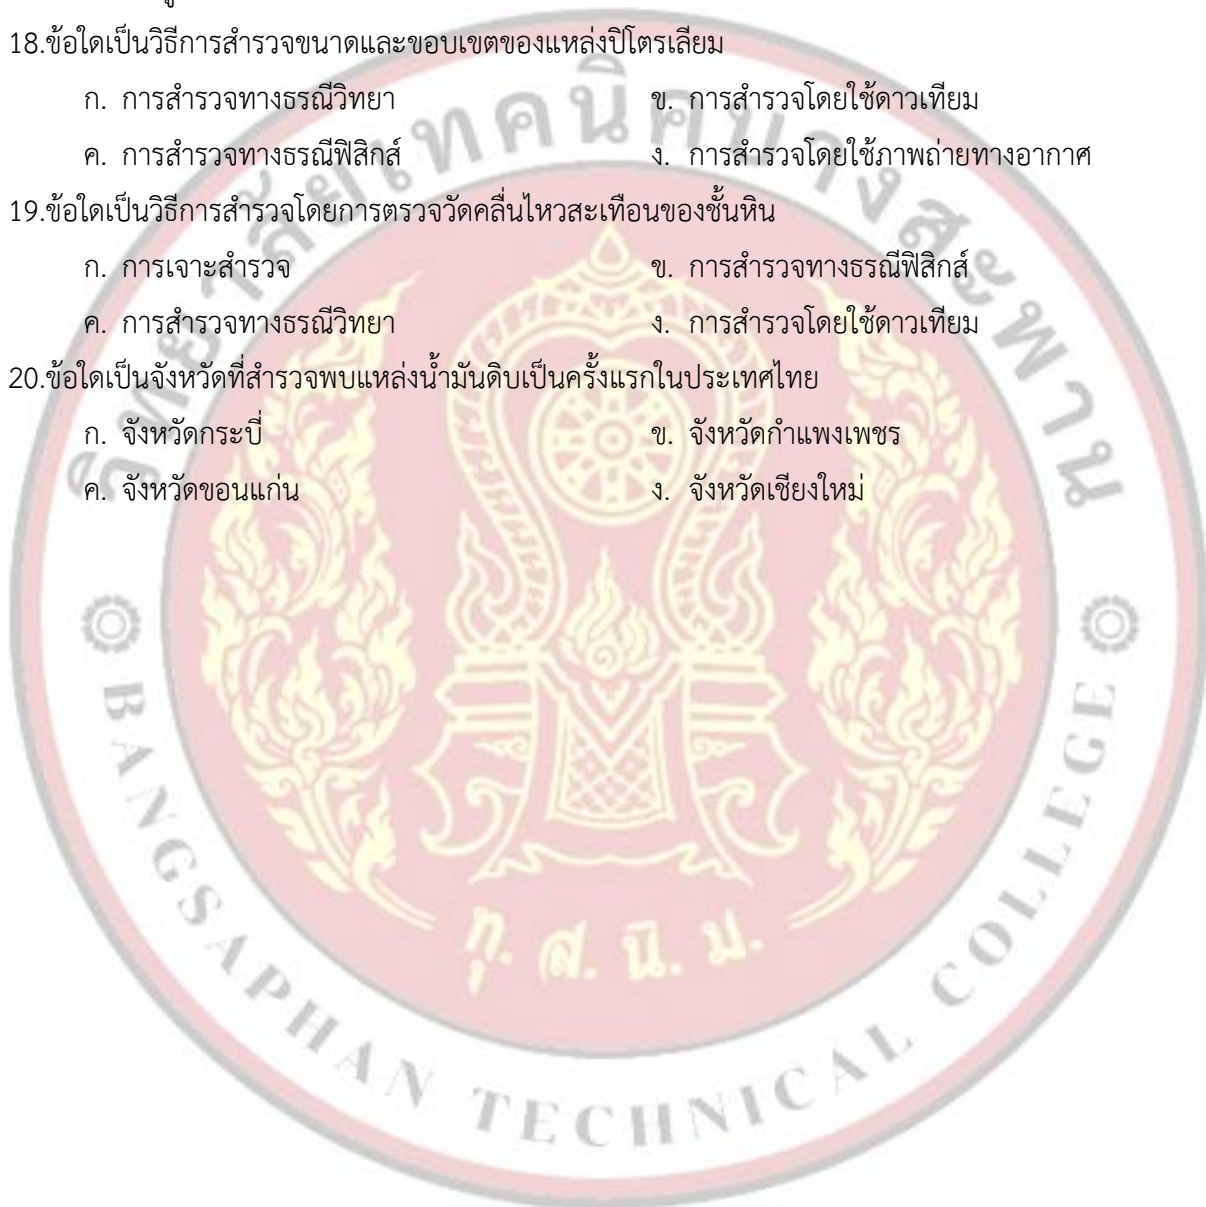 18.ข้อใดเป็นวิธีการสำรวจขนาดและขอบเขตของแหล่งปิโตรเลียม
ก. การสำรวจทางธรณีวิทยา ข. การสำรวจโดยใช้ดาวเทียม
ค. การสำรวจทางธรณีฟิสิกส์ ง. การสำรวจโดยใช้ภาพถ่ายทางอากาศ
19.ข้อใดเป็นวิธีการสำรวจโดยการตรวจวัดคลื่นไหวสะเทือนของชั้นหิน
ก. การเจาะสำรวจ ข. การสำรวจทางธรณีฟิสิกส์
ค. การสำรวจทางธรณีวิทยา ง. การสำรวจโดยใช้ดาวเทียม
20.ข้อใดเป็นจังหวัดที่สำรวจพบแหล่งน้ำมันดิบเป็นครั้งแรกในประเทศไทย
ก. จังหวัดกระบี่ ข. จังหวัดกำแพงเพชร
ค. จังหวัดขอนแก่น ง. จังหวัดเชียงใหม่
วิทยาลัยเทคนิคบางสะพาน
ทุ. ส. นิ. ม.
BANGSAPHAN TECHNICAL COLLEGE